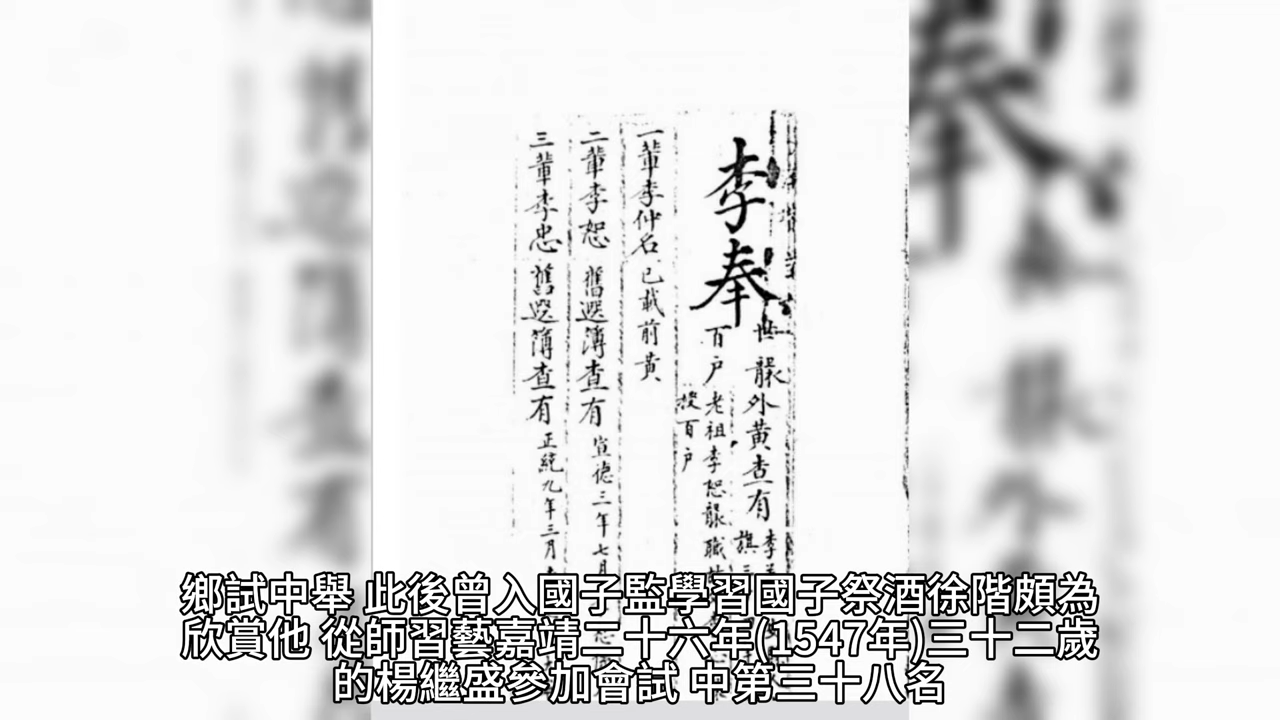 李奉
世襲外黃查有
百戶
老祖李
授百戶
一輩李仲名 已載前黃
二輩李恕 舊選簿查有 宣德三年七月
三輩李忠 舊選簿查有 正統九年三月
鄉試中舉 此後曾入國子監學習國子祭酒徐階頗為
欣賞他 從師習藝嘉靖二十六年(1547年)三十二歲
的楊繼盛參加會試 中第三十八名